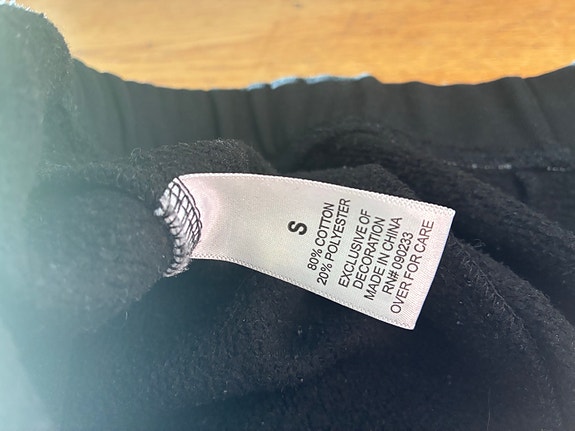 S
80% COTTON
20% POLYESTER
EXCLUSIVE OF
DECORATION
MADE IN CHINA
RN# 090233
OVER FOR CARE